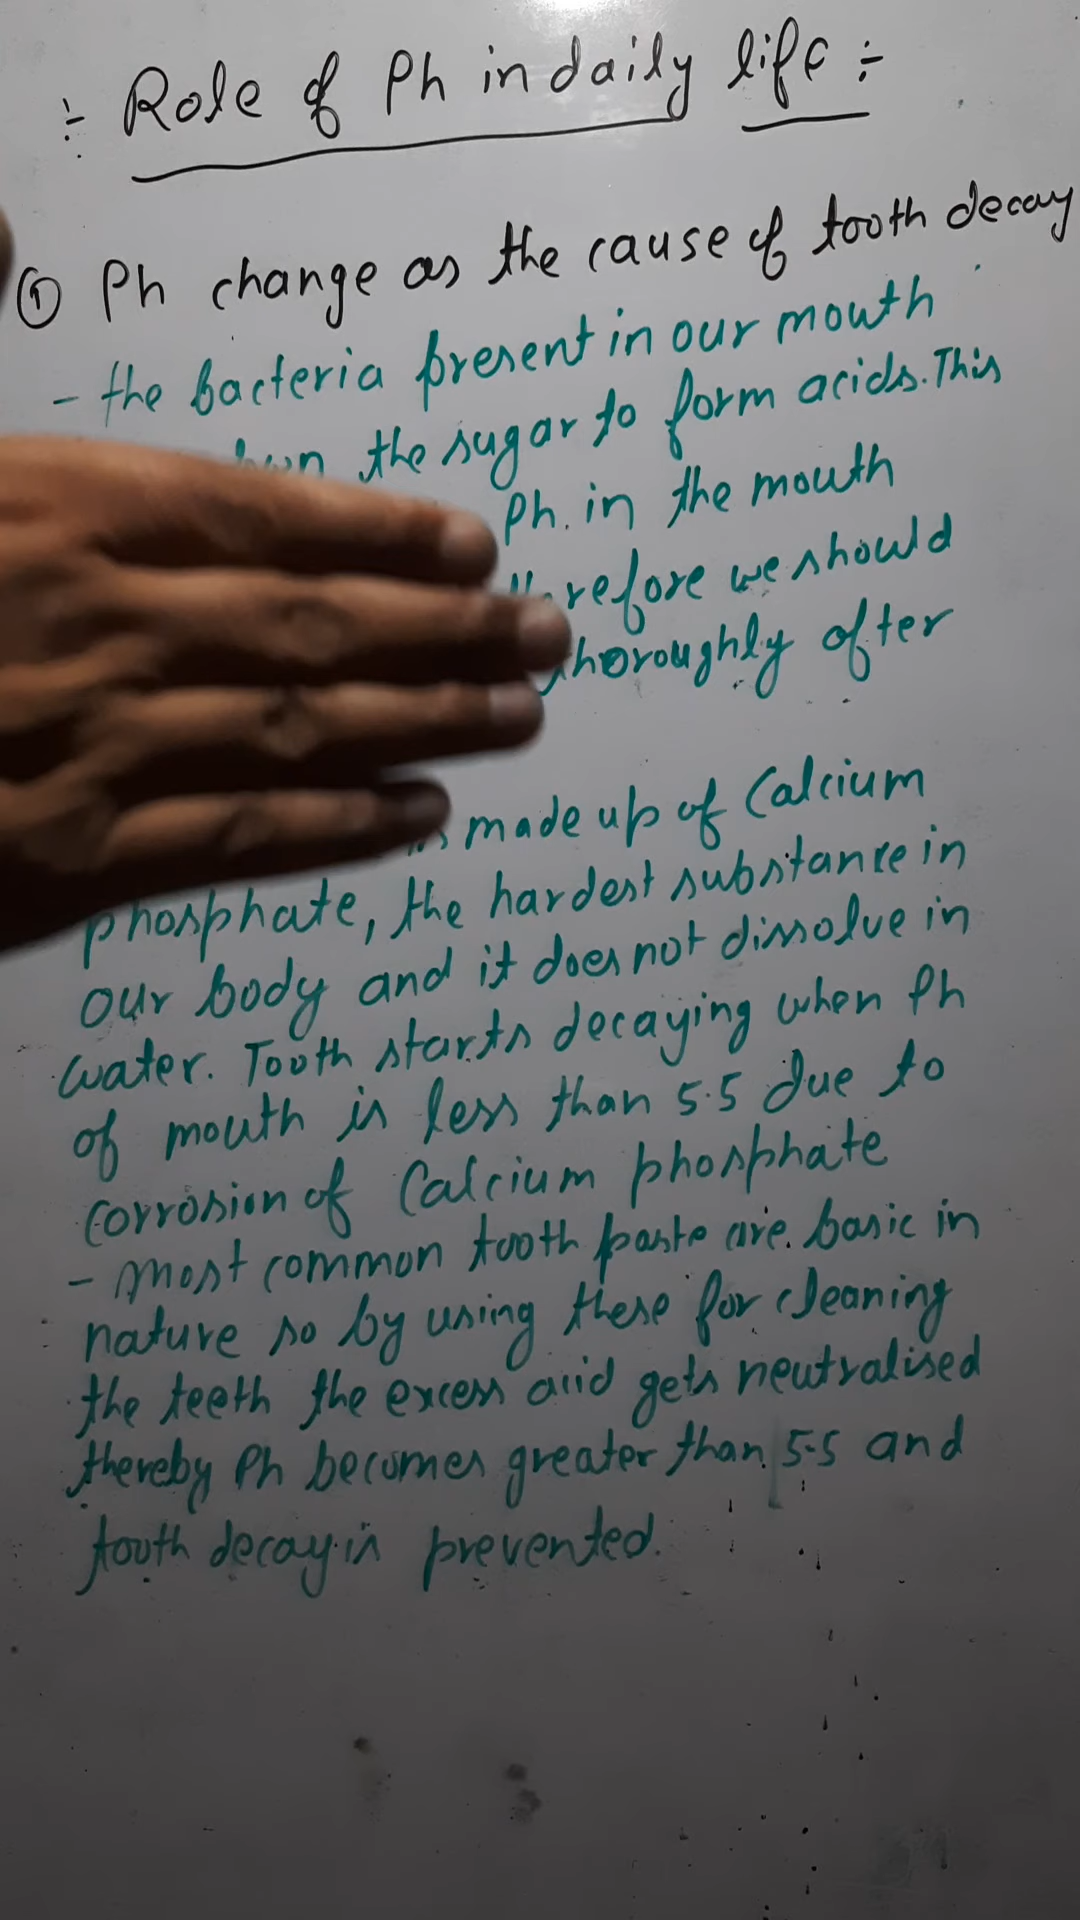 ÷ Role of Ph in daily life ÷
① Ph change as the cause of tooth decay
- the bacteria present in our mouth
the sugar to form acids. This
Ph. in the mouth
therefore we should
thoroughly after
is made up of Calcium
phosphate, the hardest substance in
our body and it does not dissolve in
water. Tooth starts decaying when Ph
of mouth is less than 5.5 due to
corrosion of Calcium phosphate
- most common tooth paste are. basic in
nature so by using these for cleaning
the teeth the excess acid gets neutralised
thereby Ph becomes greater than 5.5 and
tooth decay is prevented.